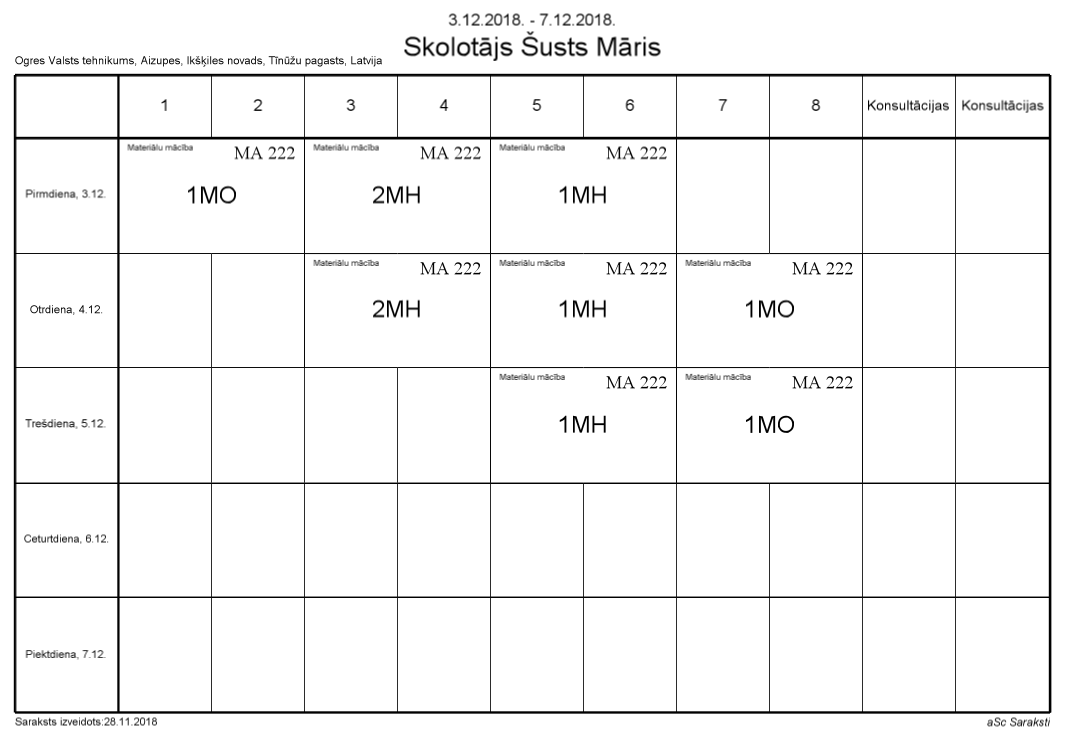 3.12.2018. - 7.12.2018.
Skolotājs Šusts Māris
Ogres Valsts tehnikums, Aizupes, Ikšķiles novads, Tīnūžu pagasts, Latvija
1 2 3 4 5 6 7 8 Konsultācijas Konsultācijas
Materiālu mācība MA 222 Materiālu mācība MA 222 Materiālu mācība MA 222
Pirmdiena, 3.12. 1MO 2MH 1MH
Materiālu mācība MA 222 Materiālu mācība MA 222 Materiālu mācība MA 222
Otrdiena, 4.12. 2MH 1MH 1MO
Materiālu mācība MA 222 Materiālu mācība MA 222
Trešdiena, 5.12. 1MH 1MO
Ceturtdiena, 6.12.
Piektdiena, 7.12.
Saraksts izveidots:28.11.2018 aSc Saraksti